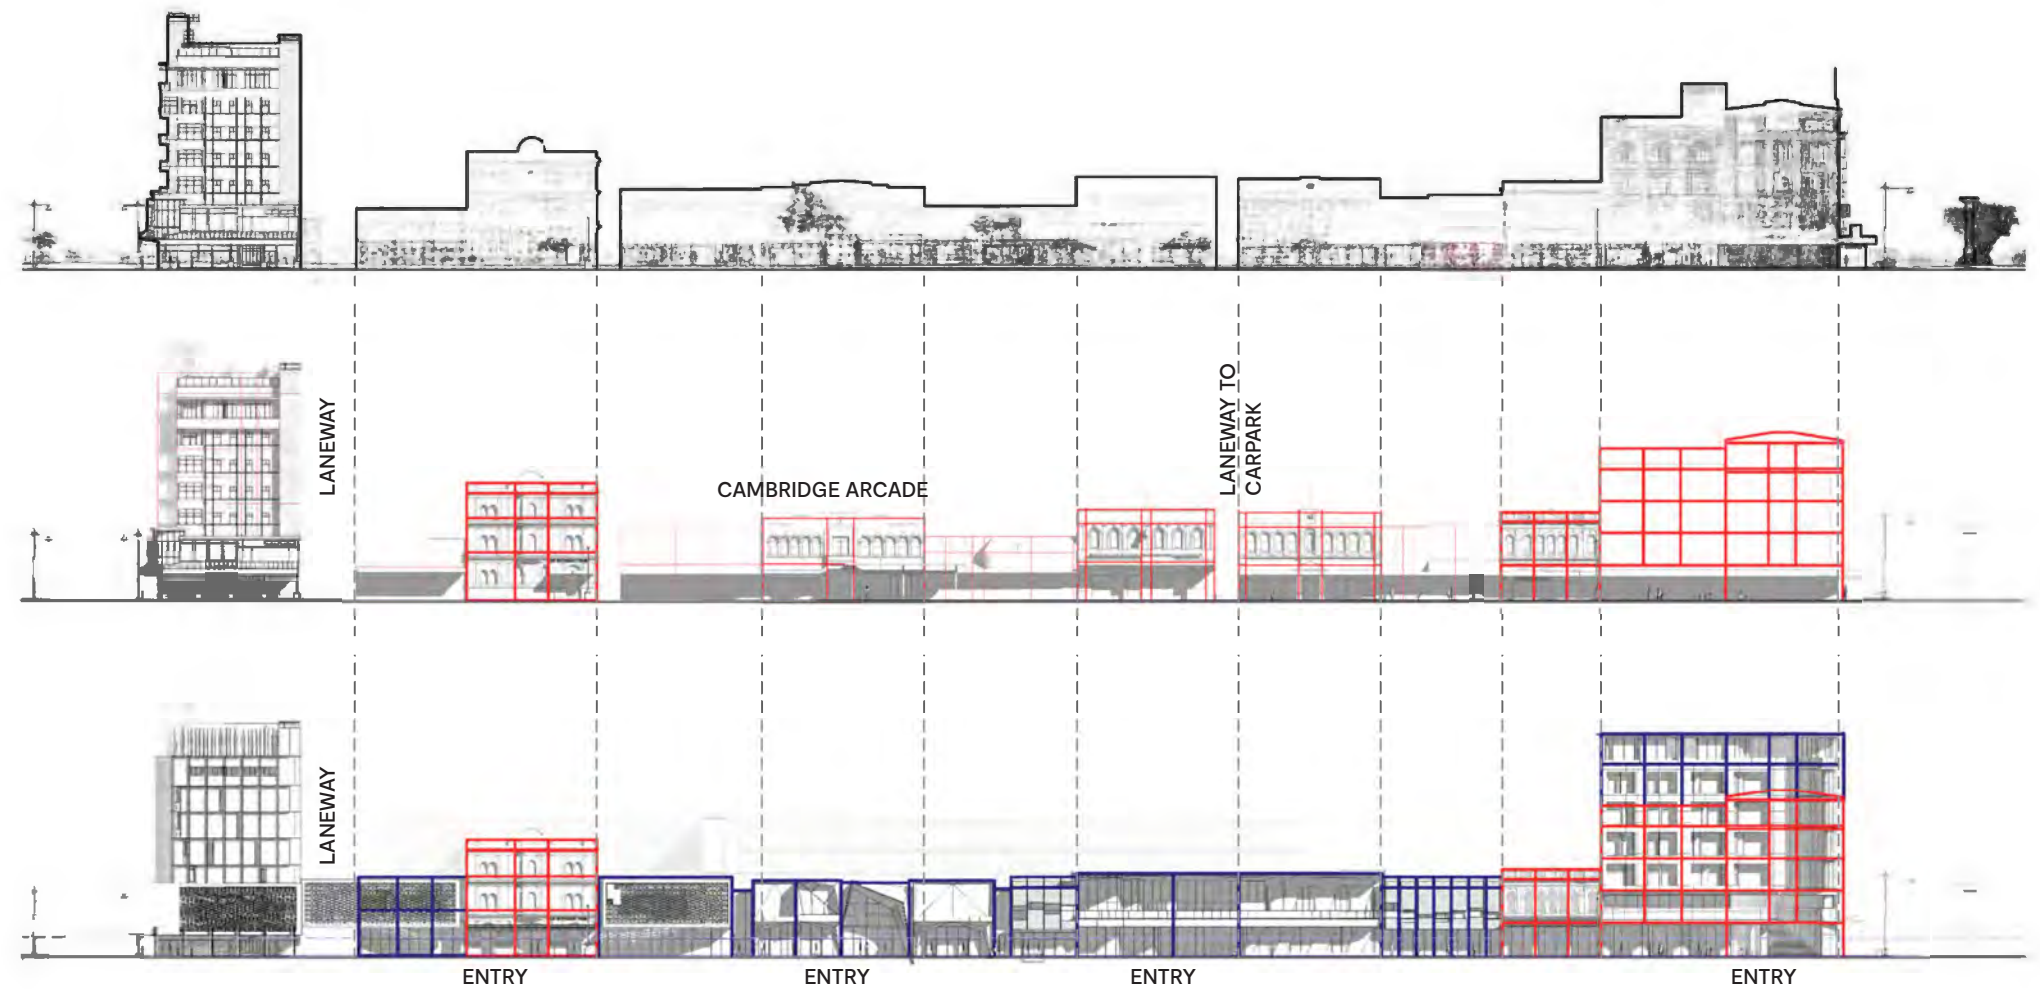 LANEWAY
CAMBRIDGE ARCADE
LANEWAY TO
CARPARK
LANEWAY
ENTRY
ENTRY
ENTRY
ENTRY